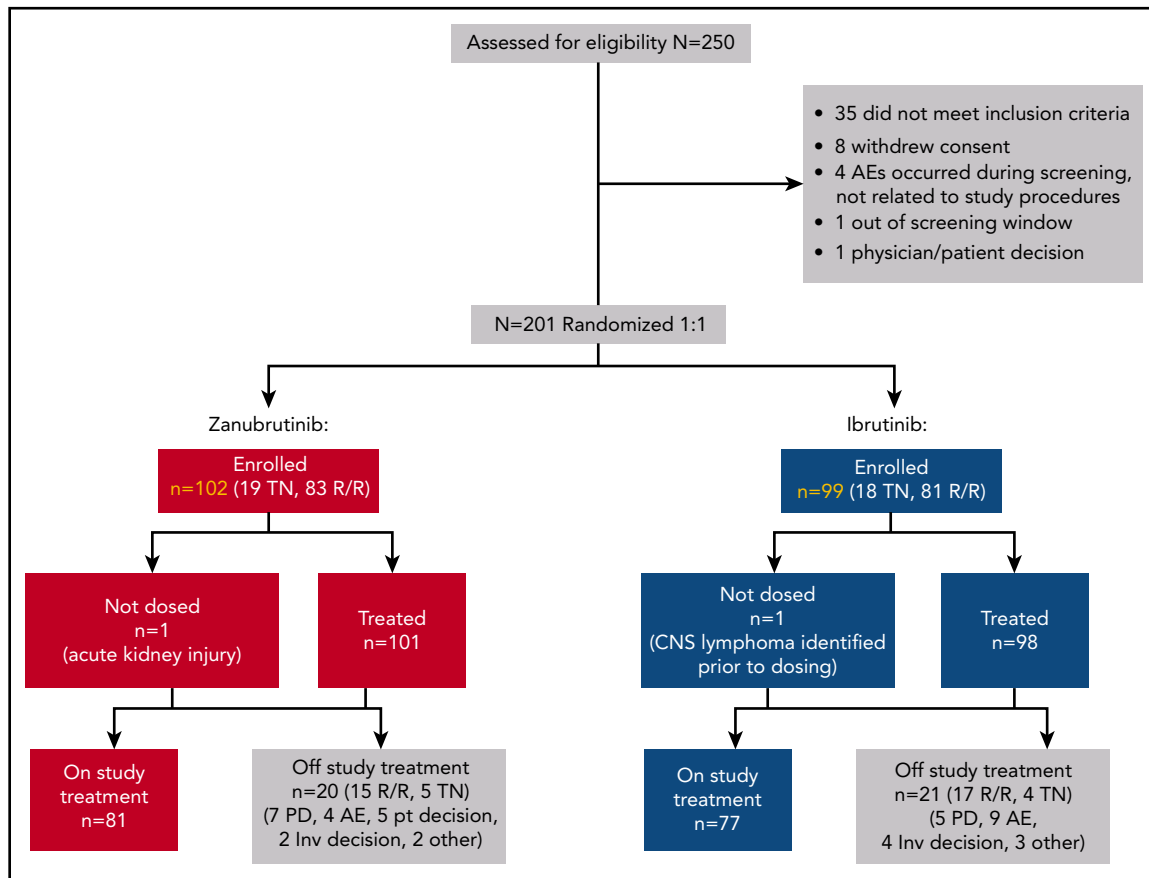 Assessed for eligibility N=250
• 35 did not meet inclusion criteria
• 8 withdrew consent
• 4 AEs occurred during screening,
not related to study procedures
• 1 out of screening window
• 1 physician/patient decision
N=201 Randomized 1:1
Zanubrutinib:
Enrolled
n=102 (19 TN, 83 R/R)
Not dosed
n=1
(acute kidney injury)
Treated
n=101
On study
treatment
n=81
Off study treatment
n=20 (15 R/R, 5 TN)
(7 PD, 4 AE, 5 pt decision,
2 Inv decision, 2 other)
Ibrutinib:
Enrolled
n=99 (18 TN, 81 R/R)
Not dosed
n=1
(CNS lymphoma identified
prior to dosing)
Treated
n=98
On study
treatment
n=77
Off study treatment
n=21 (17 R/R, 4 TN)
(5 PD, 9 AE,
4 Inv decision, 3 other)